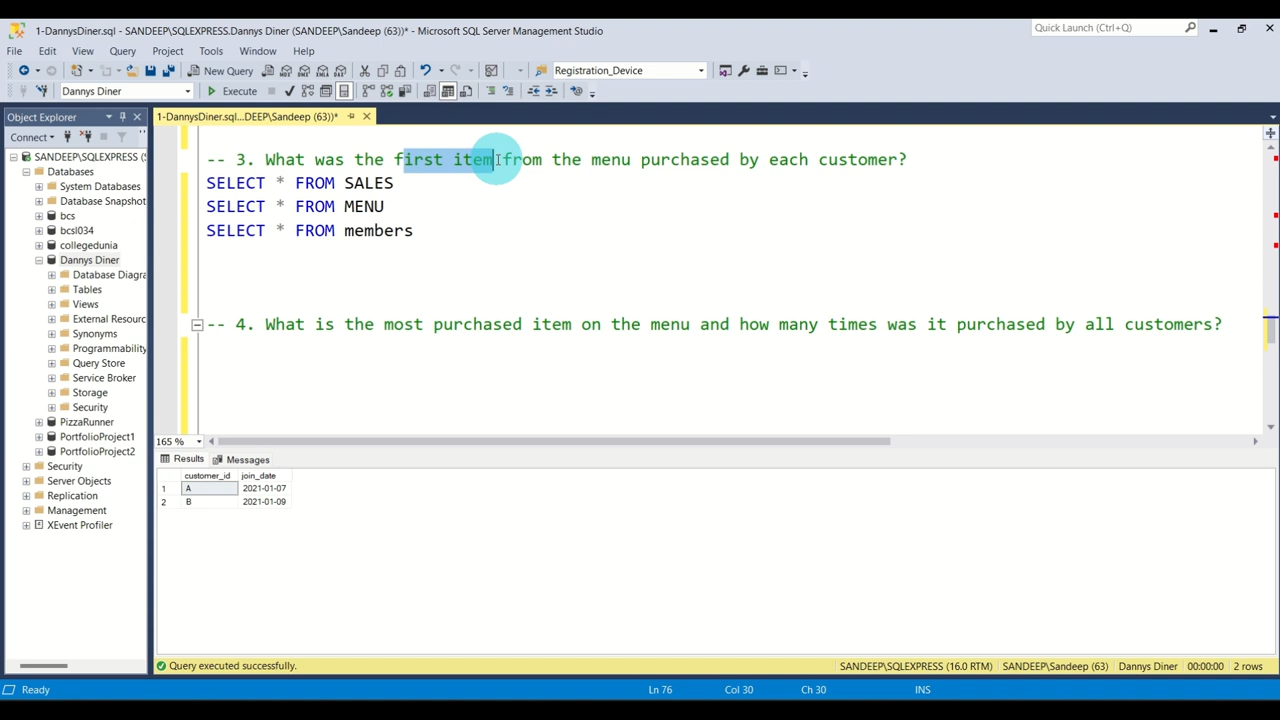 1-DannysDiner.sql - SANDEEP\SQLEXPRESS.Dannys Diner (SANDEEP\Sandeep (63))* - Microsoft SQL Server Management Studio
Quick Launch (Ctrl+Q)
File Edit View Query Project Tools Window Help
New Query
Registration_Device
Dannys Diner
Execute
Object Explorer
1-DannysDiner.sql...DEEP\Sandeep (63))*
Connect
SANDEEP\SQLEXPRESS (
Databases
System Databases
Database Snapshot
bcs
bcsl034
collegedunia
Dannys Diner
Database Diagra
Tables
Views
External Resourc
Synonyms
Programmability
Query Store
Service Broker
Storage
Security
PizzaRunner
PortfolioProject1
PortfolioProject2
Security
Server Objects
Replication
Management
XEvent Profiler
-- 3. What was the first item from the menu purchased by each customer?
SELECT * FROM SALES
SELECT * FROM MENU
SELECT * FROM members
-- 4. What is the most purchased item on the menu and how many times was it purchased by all customers?
165 %
Results Messages
customer_id join_date
1 A 2021-01-07
2 B 2021-01-09
Query executed successfully.
SANDEEP\SQLEXPRESS (16.0 RTM) SANDEEP\Sandeep (63) Dannys Diner 00:00:00 2 rows
Ready
Ln 76 Col 30 Ch 30 INS